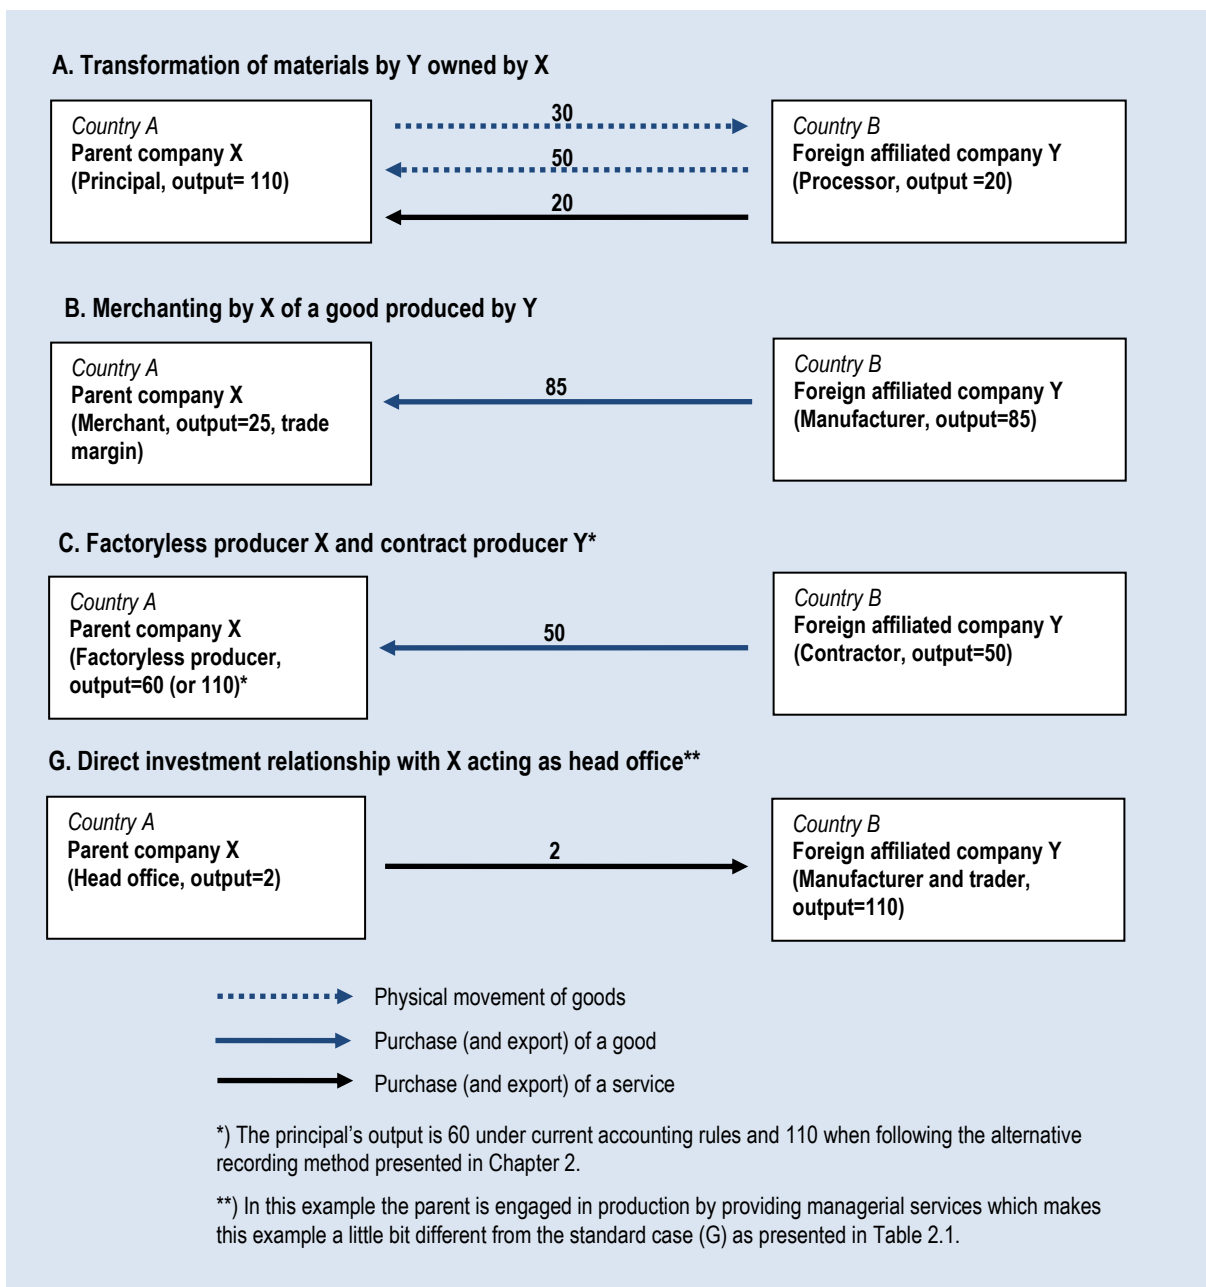 A. Transformation of materials by Y owned by X
Country A
Parent company X
(Principal, output= 110)
30
50
20
Country B
Foreign affiliated company Y
(Processor, output =20)
B. Merchanting by X of a good produced by Y
Country A
Parent company X
(Merchant, output=25, trade
margin)
85
Country B
Foreign affiliated company Y
(Manufacturer, output=85)
C. Factoryless producer X and contract producer Y*
Country A
Parent company X
(Factoryless producer,
output=60 (or 110)*
50
Country B
Foreign affiliated company Y
(Contractor, output=50)
G. Direct investment relationship with X acting as head office**
Country A
Parent company X
(Head office, output=2)
2
Country B
Foreign affiliated company Y
(Manufacturer and trader,
output=110)
Physical movement of goods
Purchase (and export) of a good
Purchase (and export) of a service
*) The principal's output is 60 under current accounting rules and 110 when following the alternative
recording method presented in Chapter 2.
**) In this example the parent is engaged in production by providing managerial services which makes
this example a little bit different from the standard case (G) as presented in Table 2.1.